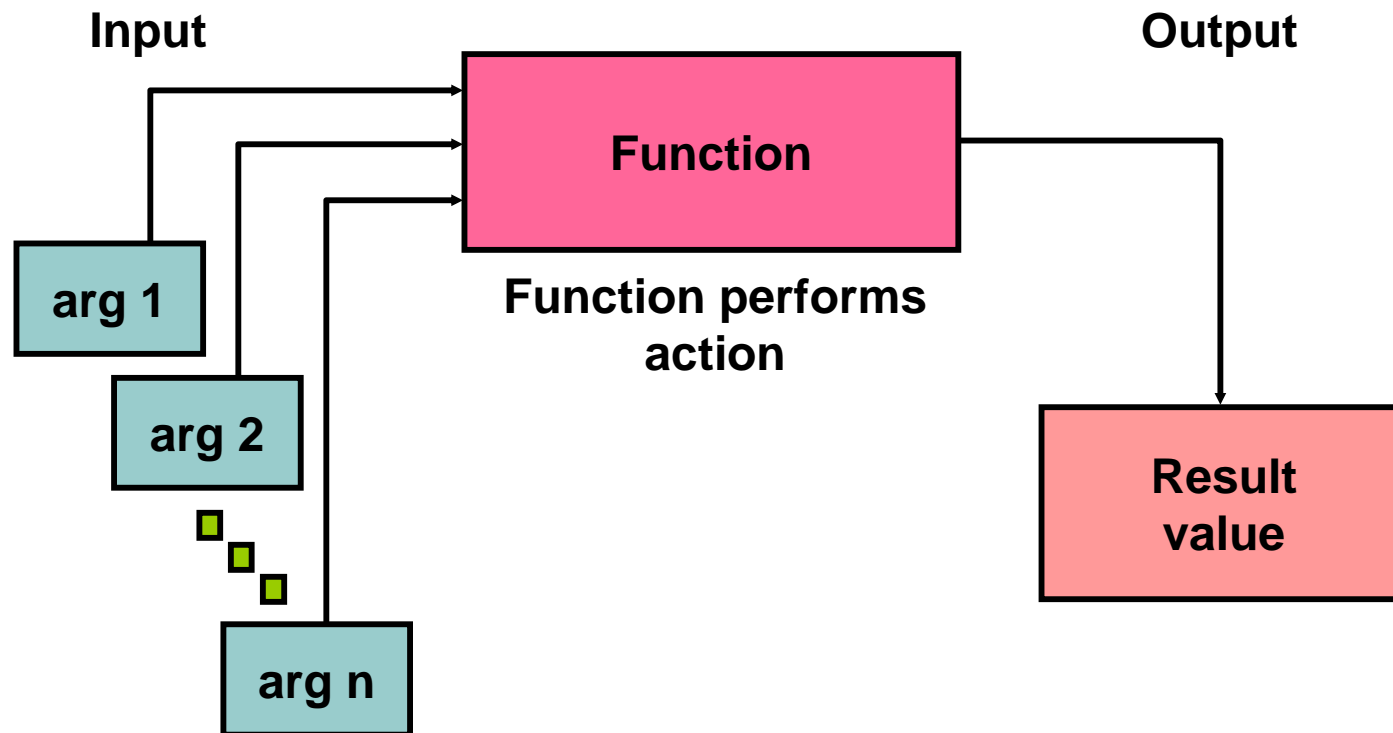 Input
Output
Function
Function performs
action
arg 1
arg 2
arg n
Result
value